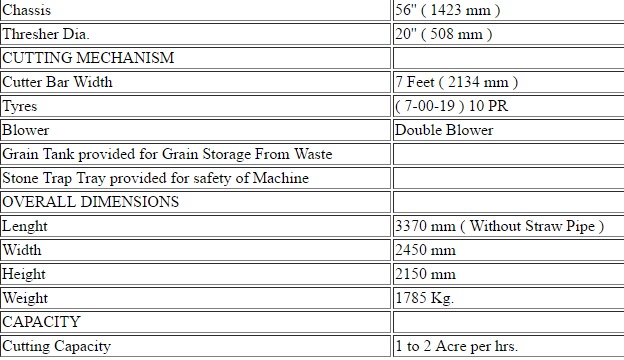 Chassis 56" ( 1423 mm )
Thresher Dia. 20" ( 508 mm )
CUTTING MECHANISM
Cutter Bar Width 7 Feet ( 2134 mm )
Tyres ( 7-00-19 ) 10 PR
Blower Double Blower
Grain Tank provided for Grain Storage From Waste
Stone Trap Tray provided for safety of Machine
OVERALL DIMENSIONS
Lenght 3370 mm ( Without Straw Pipe )
Width 2450 mm
Height 2150 mm
Weight 1785 Kg.
CAPACITY
Cutting Capacity 1 to 2 Acre per hrs.